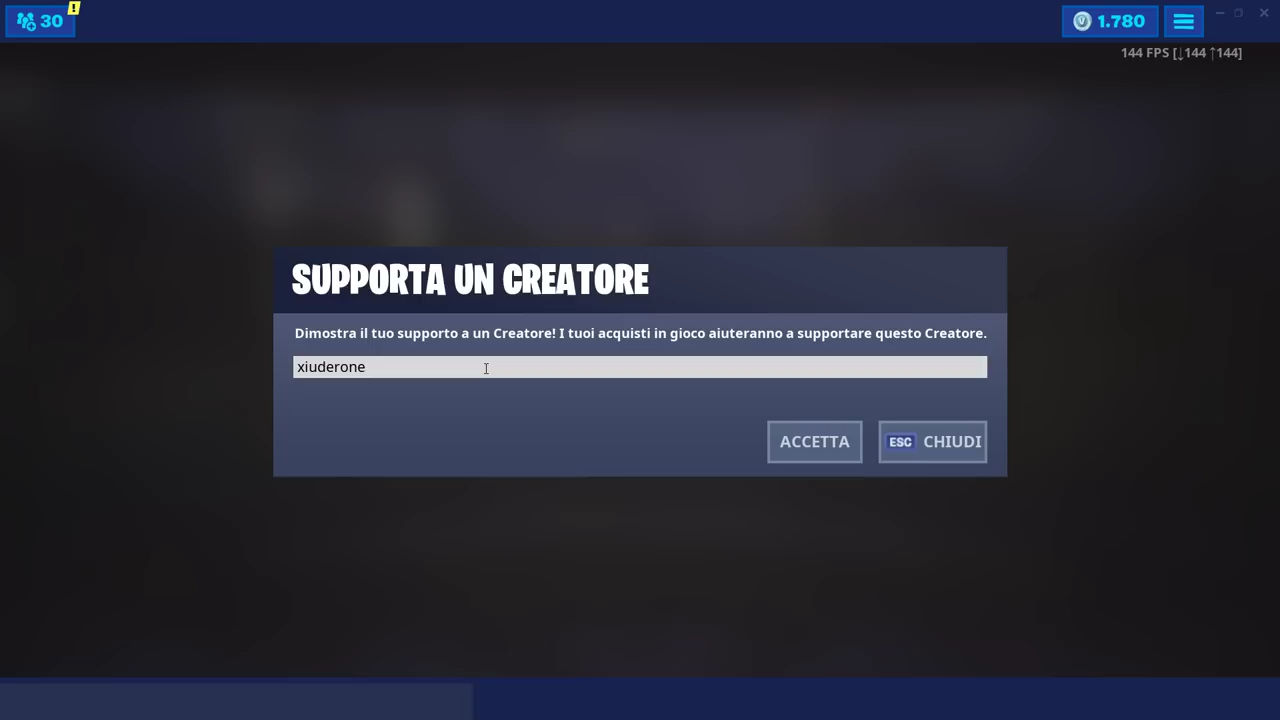 30
!
1.780
144 FPS [↓144 ↑144]
SUPPORTA UN CREATORE
Dimostra il tuo supporto a un Creatore! I tuoi acquisti in gioco aiuteranno a supportare questo Creatore.
xiuderone
ACCETTA
ESC CHIUDI